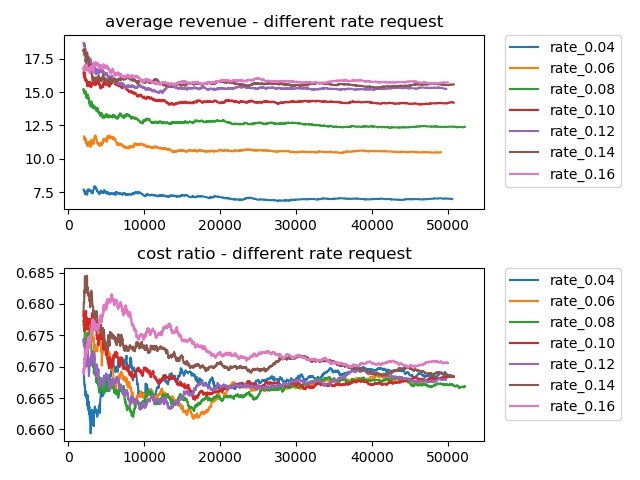 average revenue - different rate request
17.5
15.0
12.5
10.0
7.5
0 10000 20000 30000 40000 50000
rate_0.04
rate_0.06
rate_0.08
rate_0.10
rate_0.12
rate_0.14
rate_0.16
cost ratio - different rate request
0.685
0.680
0.675
0.670
0.665
0.660
0 10000 20000 30000 40000 50000
rate_0.04
rate_0.06
rate_0.08
rate_0.10
rate_0.12
rate_0.14
rate_0.16